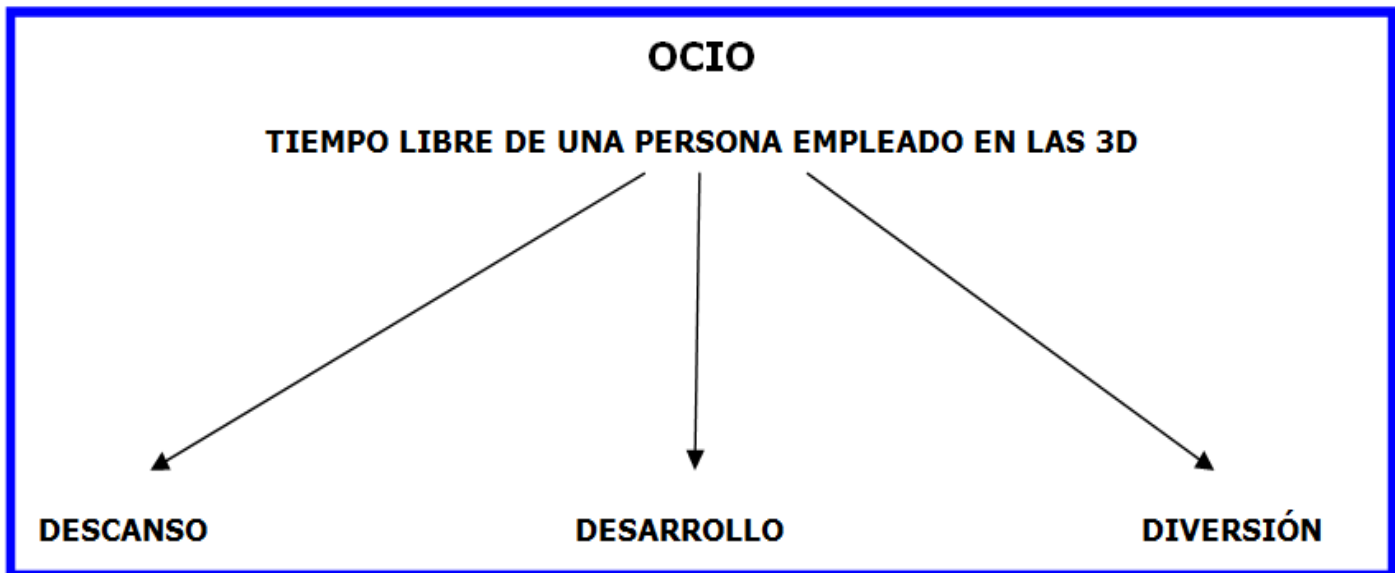 OCIO
TIEMPO LIBRE DE UNA PERSONA EMPLEADO EN LAS 3D
DESCANSO DESARROLLO DIVERSIÓN